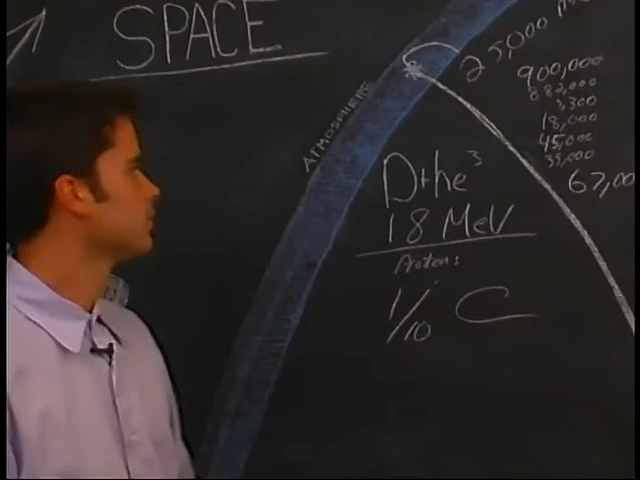 SPACE
ATMOSPHERE
25,000
900,000
882,000
3,300
18,000
45,000
35,000
67,00
D+he³
18 MeV
Protons
1/10 C